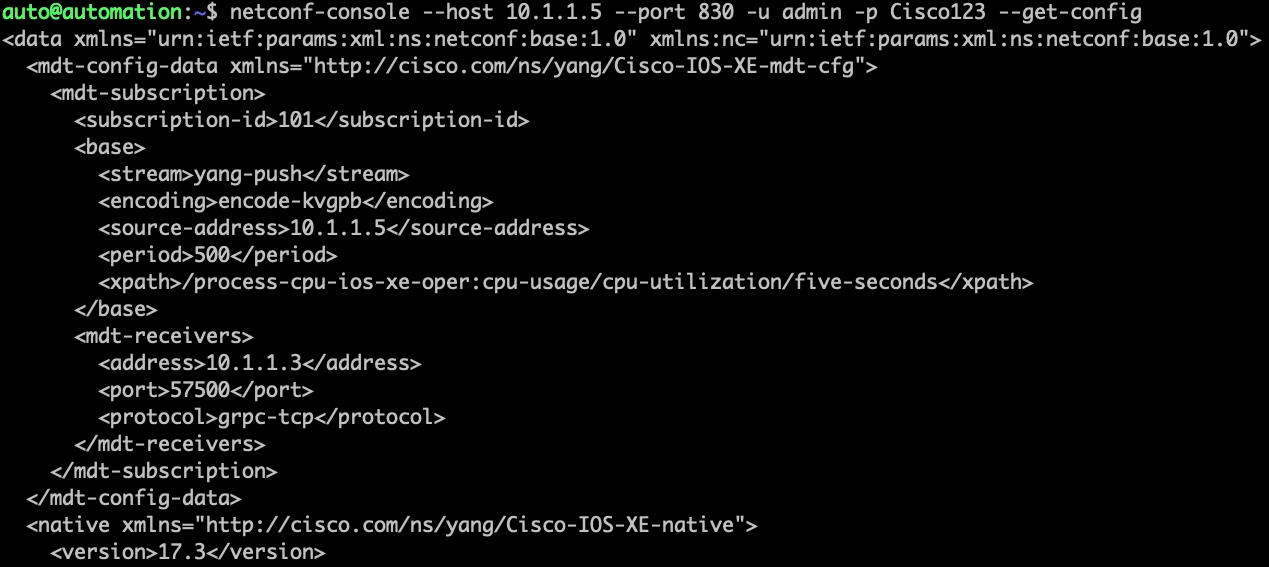 auto@automation:~$ netconf-console --host 10.1.1.5 --port 830 -u admin -p Cisco123 --get-config
<data xmlns="urn:ietf:params:xml:ns:netconf:base:1.0" xmlns:nc="urn:ietf:params:xml:ns:netconf:base:1.0">
  <mdt-config-data xmlns="http://cisco.com/ns/yang/Cisco-IOS-XE-mdt-cfg">
    <mdt-subscription>
      <subscription-id>101</subscription-id>
      <base>
        <stream>yang-push</stream>
        <encoding>encode-kvgpb</encoding>
        <source-address>10.1.1.5</source-address>
        <period>500</period>
        <xpath>/process-cpu-ios-xe-oper:cpu-usage/cpu-utilization/five-seconds</xpath>
      </base>
      <mdt-receivers>
        <address>10.1.1.3</address>
        <port>57500</port>
        <protocol>grpc-tcp</protocol>
      </mdt-receivers>
    </mdt-subscription>
  </mdt-config-data>
  <native xmlns="http://cisco.com/ns/yang/Cisco-IOS-XE-native">
    <version>17.3</version>